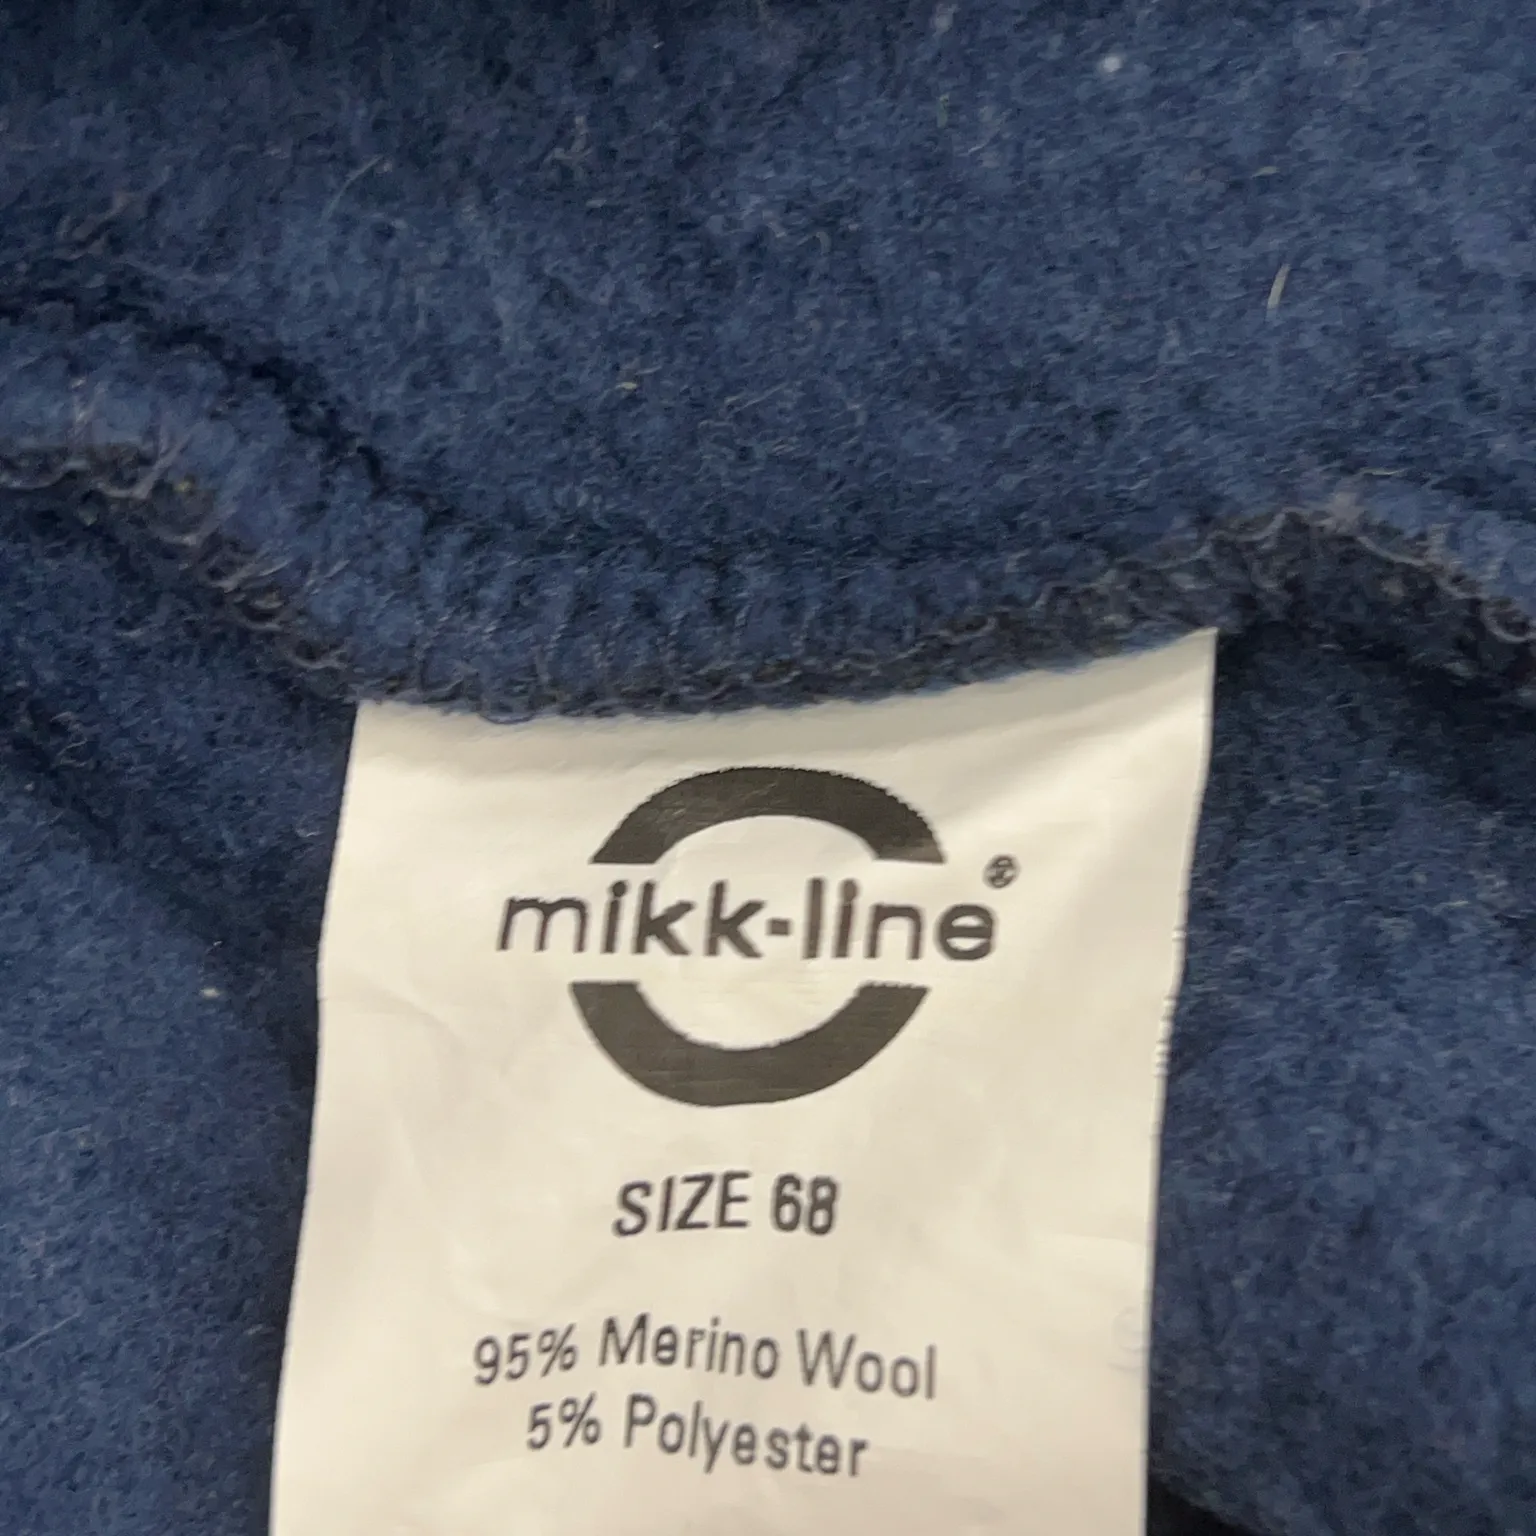 mikk-line®
SIZE 68
95% Merino Wool
5% Polyester